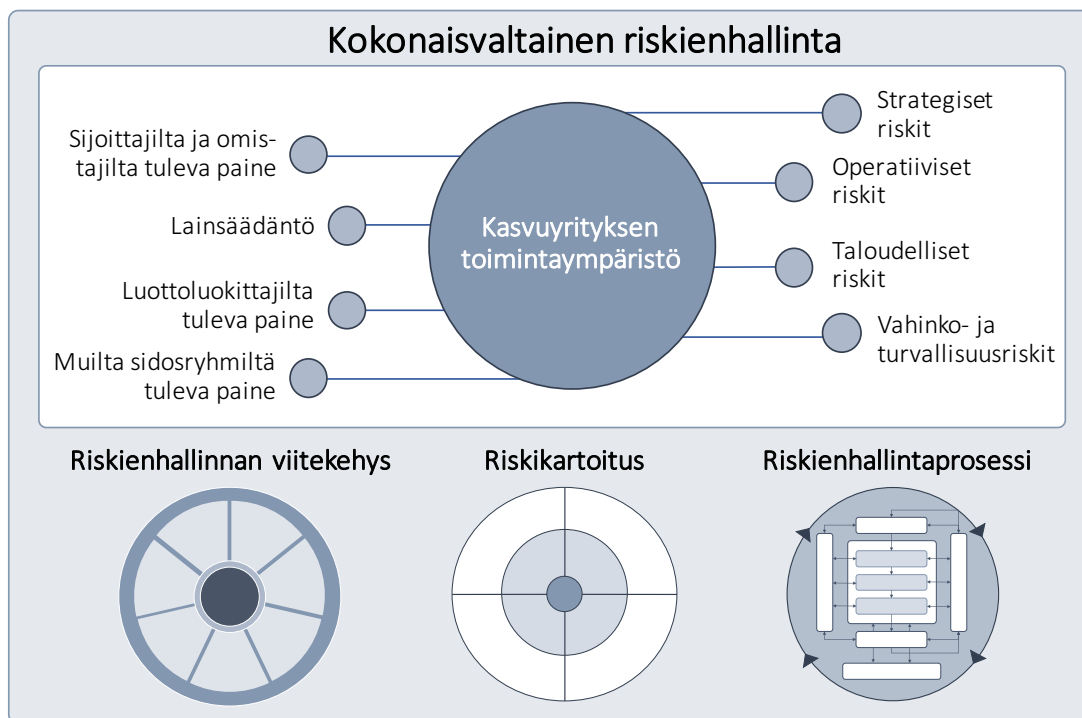 Kokonaisvaltainen riskienhallinta
Sijoittajilta ja omis-
tajilta tuleva paine
Lainsäädäntö
Luottoluokittajilta
tuleva paine
Muilta sidosryhmiltä
tuleva paine
Kasvuyrityksen
toimintaympäristö
Strategiset
riskit
Operatiiviset
riskit
Taloudelliset
riskit
Vahinko- ja
turvallisuusriskit
Riskienhallinnan viitekehys
Riskikartoitus
Riskienhallintaprosessi